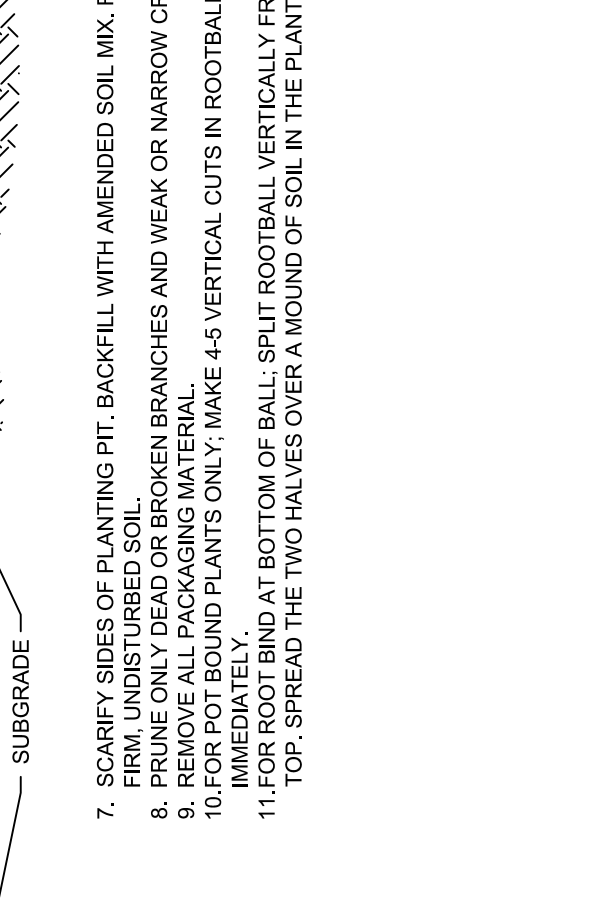 SUBGRADE
7. SCARIFY SIDES OF PLANTING PIT. BACKFILL WITH AMENDED SOIL MIX.
FIRM, UNDISTURBED SOIL.
8. PRUNE ONLY DEAD OR BROKEN BRANCHES AND WEAK OR NARROW
9. REMOVE ALL PACKAGING MATERIAL.
10. FOR POT BOUND PLANTS ONLY; MAKE 4-5 VERTICAL CUTS IN ROOTBALL
IMMEDIATELY.
11. FOR ROOT BIND AT BOTTOM OF BALL; SPLIT ROOTBALL VERTICALLY
TOP. SPREAD THE TWO HALVES OVER A MOUND OF SOIL IN THE PLANT